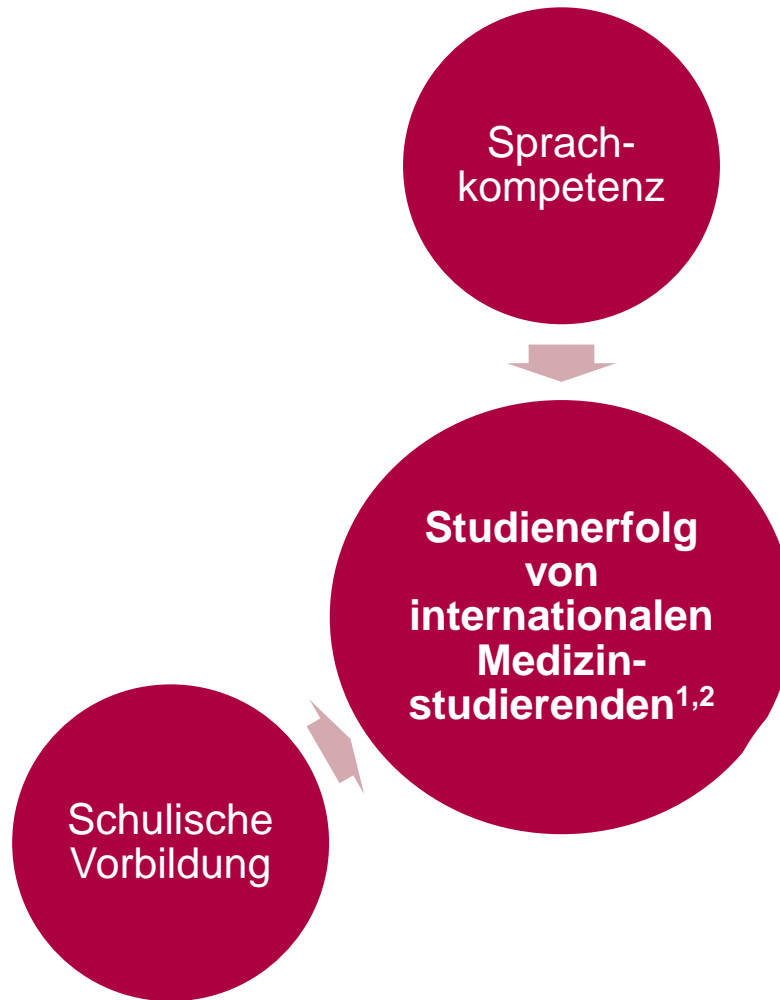 Sprach-
kompetenz
Studienerfolg
von
internationalen
Medizin-
studierenden1,2
Schulische
Vorbildung